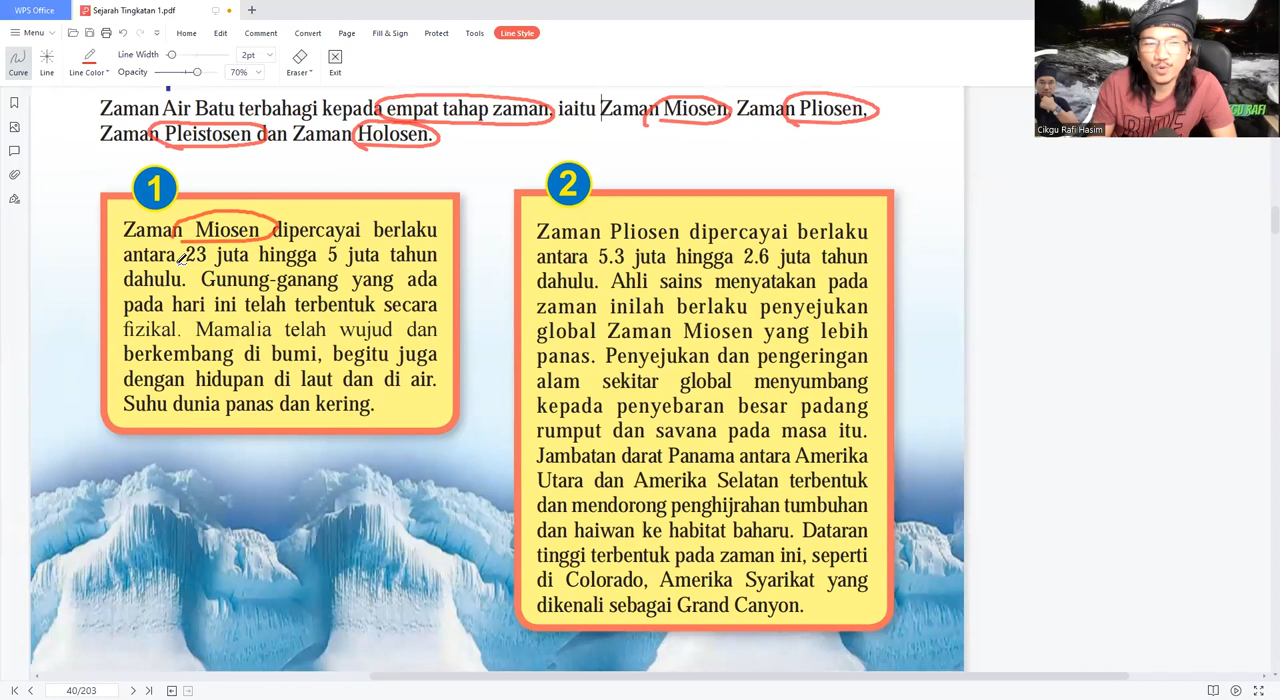 WPS Office
Sejarah Tingkatan 1.pdf
Menu
Home
Edit
Comment
Convert
Page
Fill & Sign
Protect
Tools
Line Style
Curve
Line
Line Color
Line Width
2pt
Opacity
70%
Eraser
Exit
Zaman Air Batu terbahagi kepada empat tahap zaman, iaitu Zaman Miosen, Zaman Pliosen,
Zaman Pleistosen dan Zaman Holosen.
1
Zaman Miosen dipercayai berlaku
antara 23 juta hingga 5 juta tahun
dahulu. Gunung-ganang yang ada
pada hari ini telah terbentuk secara
fizikal. Mamalia telah wujud dan
berkembang di bumi, begitu juga
dengan hidupan di laut dan di air.
Suhu dunia panas dan kering.
2
Zaman Pliosen dipercayai berlaku
antara 5.3 juta hingga 2.6 juta tahun
dahulu. Ahli sains menyatakan pada
zaman inilah berlaku penyejukan
global Zaman Miosen yang lebih
panas. Penyejukan dan pengeringan
alam sekitar global menyumbang
kepada penyebaran besar padang
rumput dan savana pada masa itu.
Jambatan darat Panama antara Amerika
Utara dan Amerika Selatan terbentuk
dan mendorong penghijrahan tumbuhan
dan haiwan ke habitat baharu. Dataran
tinggi terbentuk pada zaman ini, seperti
di Colorado, Amerika Syarikat yang
dikenali sebagai Grand Canyon.
GU RAFI
Cikgu Rafi Hasim
40/203